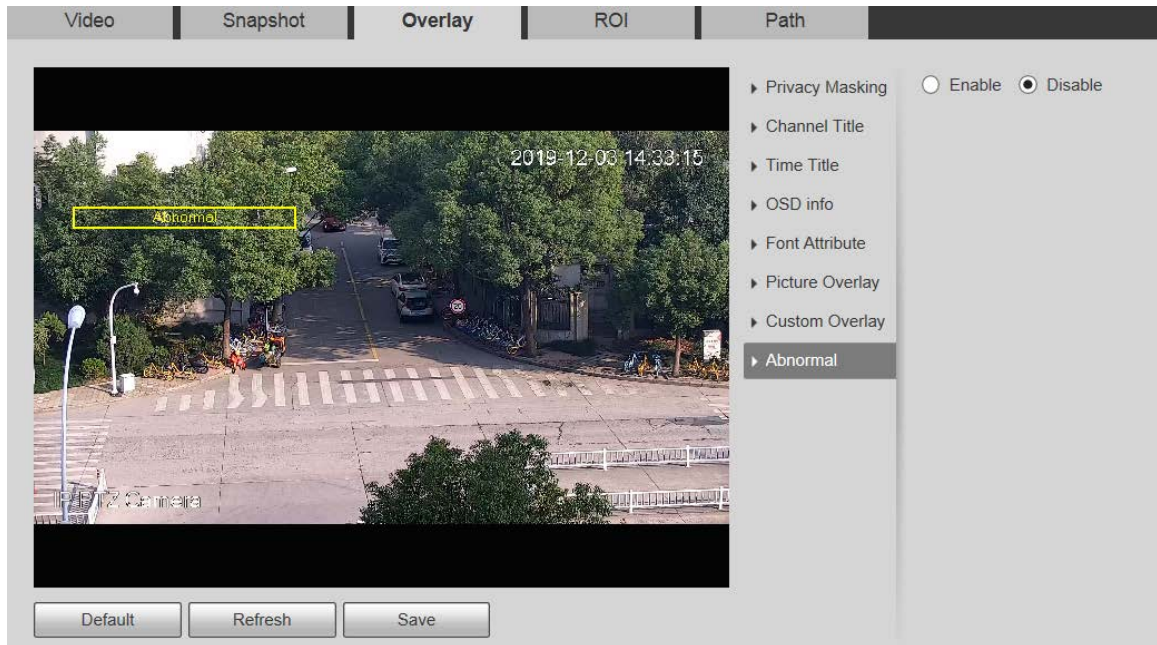 Video Snapshot Overlay ROI Path
Privacy Masking
Enable Disable
Channel Title
Time Title
OSD info
Font Attribute
Picture Overlay
Custom Overlay
Abnormal
2019-12-03 14:33:15
Abnormal
IP PTZ Camera
Default Refresh Save